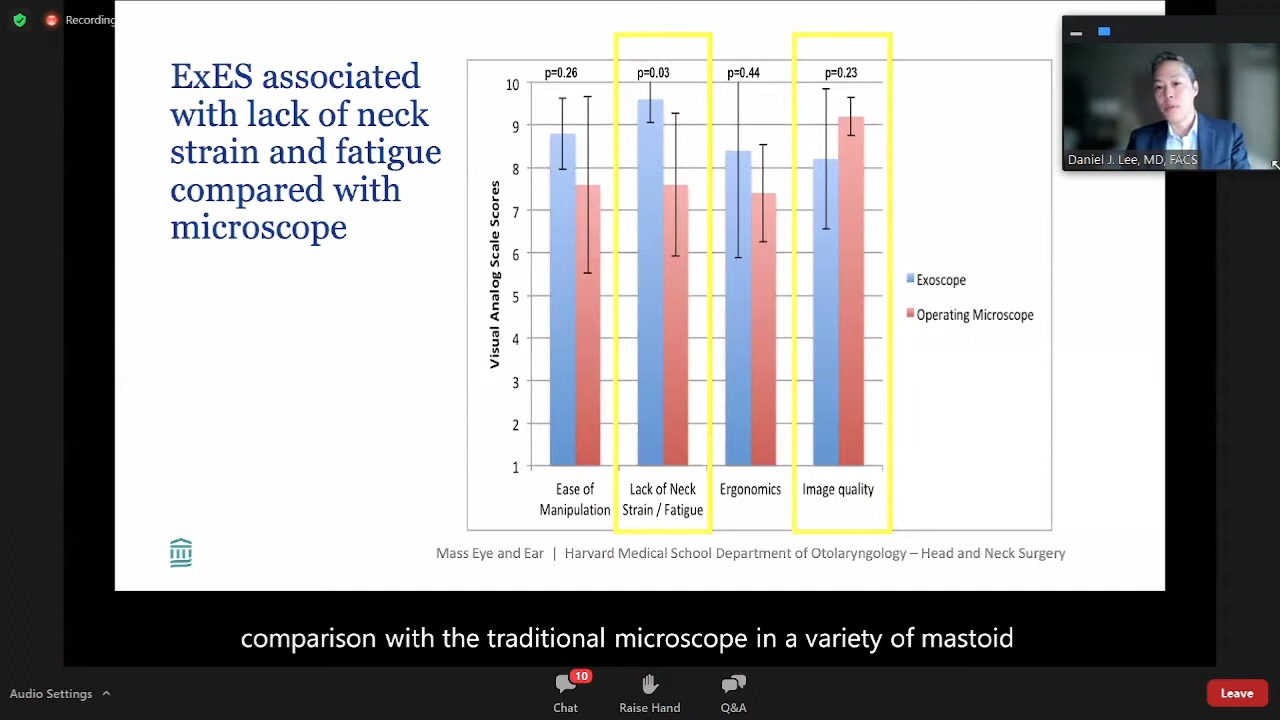 Recording
ExES associated
with lack of neck
strain and fatigue
compared with
microscope
p=0.26
p=0.03
p=0.44
p=0.23
10
9
8
7
6
5
4
3
2
1
Visual Analog Scale Scores
Ease of
Manipulation
Lack of Neck
Strain / Fatigue
Ergonomics
Image quality
Exoscope
Operating Microscope
Daniel J. Lee, MD, FACS
Mass Eye and Ear | Harvard Medical School Department of Otolaryngology – Head and Neck Surgery
comparison with the traditional microscope in a variety of mastoid
Audio Settings
10
Chat
Raise Hand
Q&A
Leave